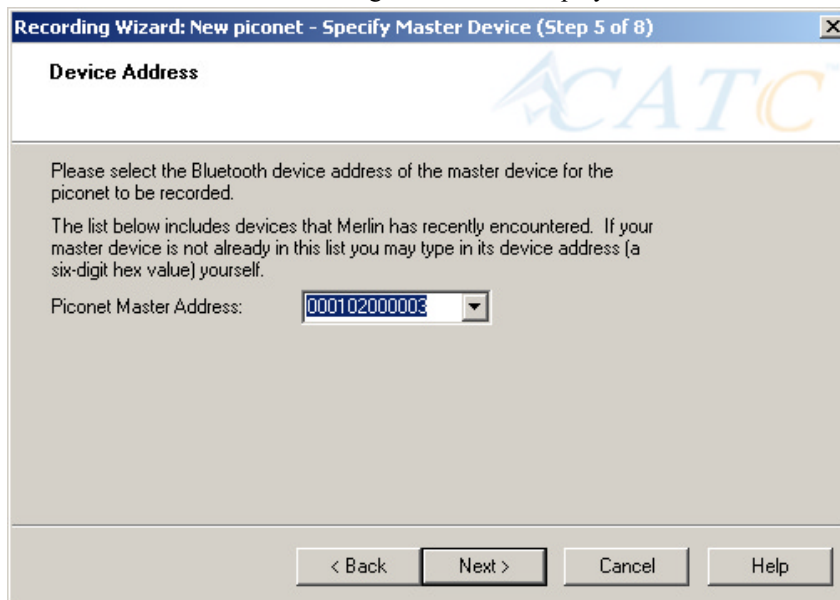 Recording Wizard: New piconet - Specify Master Device (Step 5 of 8)
Device Address
CATC
Please select the Bluetooth device address of the master device for the
piconet to be recorded.
The list below includes devices that Merlin has recently encountered. If your
master device is not already in this list you may type in its device address (a
six-digit hex value) yourself.
Piconet Master Address: 000102000003
< Back Next > Cancel Help